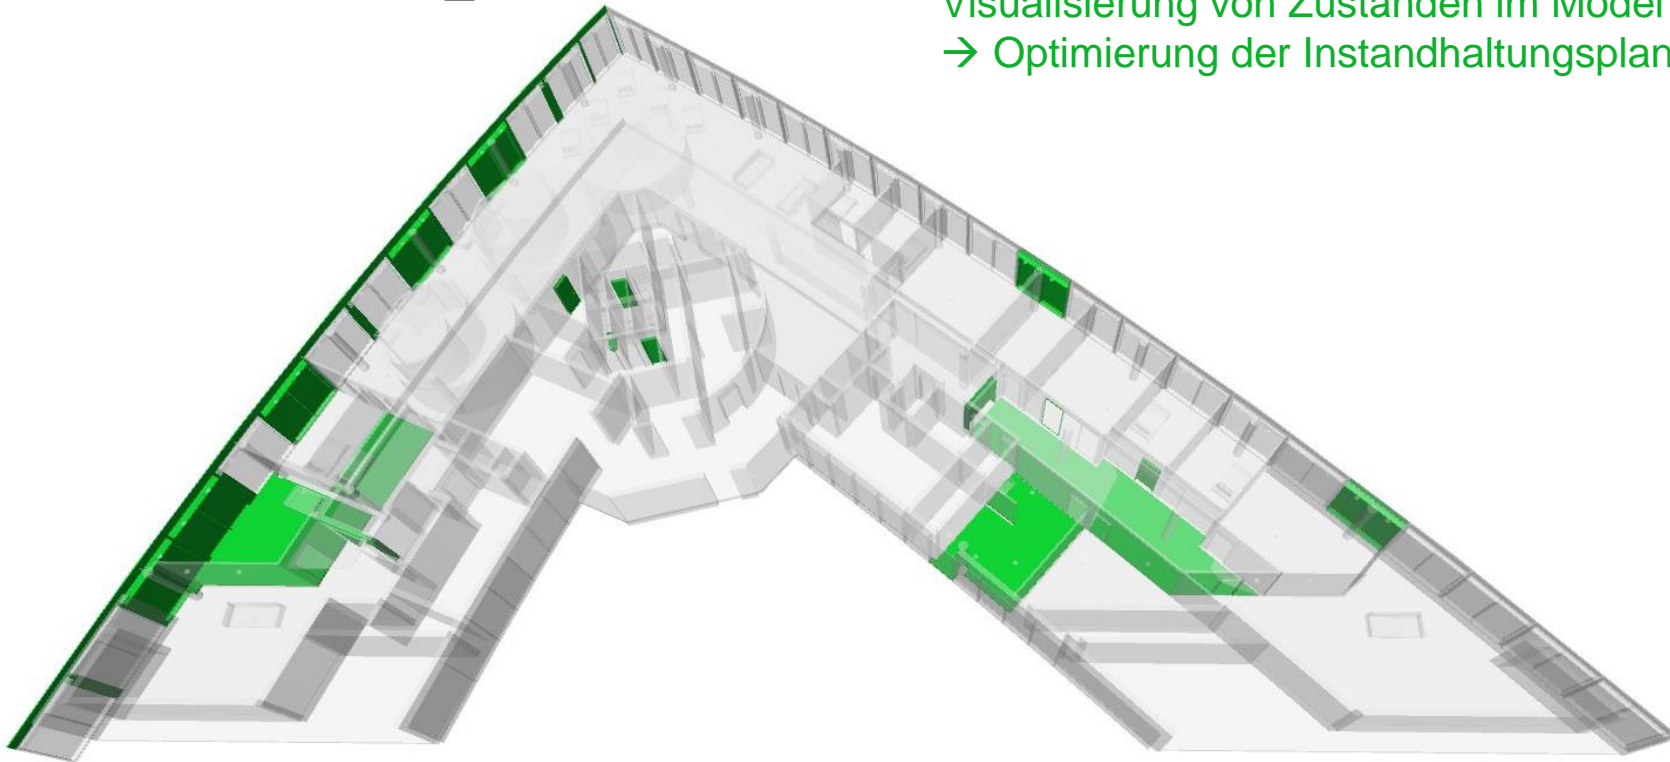 Visualisierung von Zuständen im Model
→ Optimierung der Instandhaltungsplan